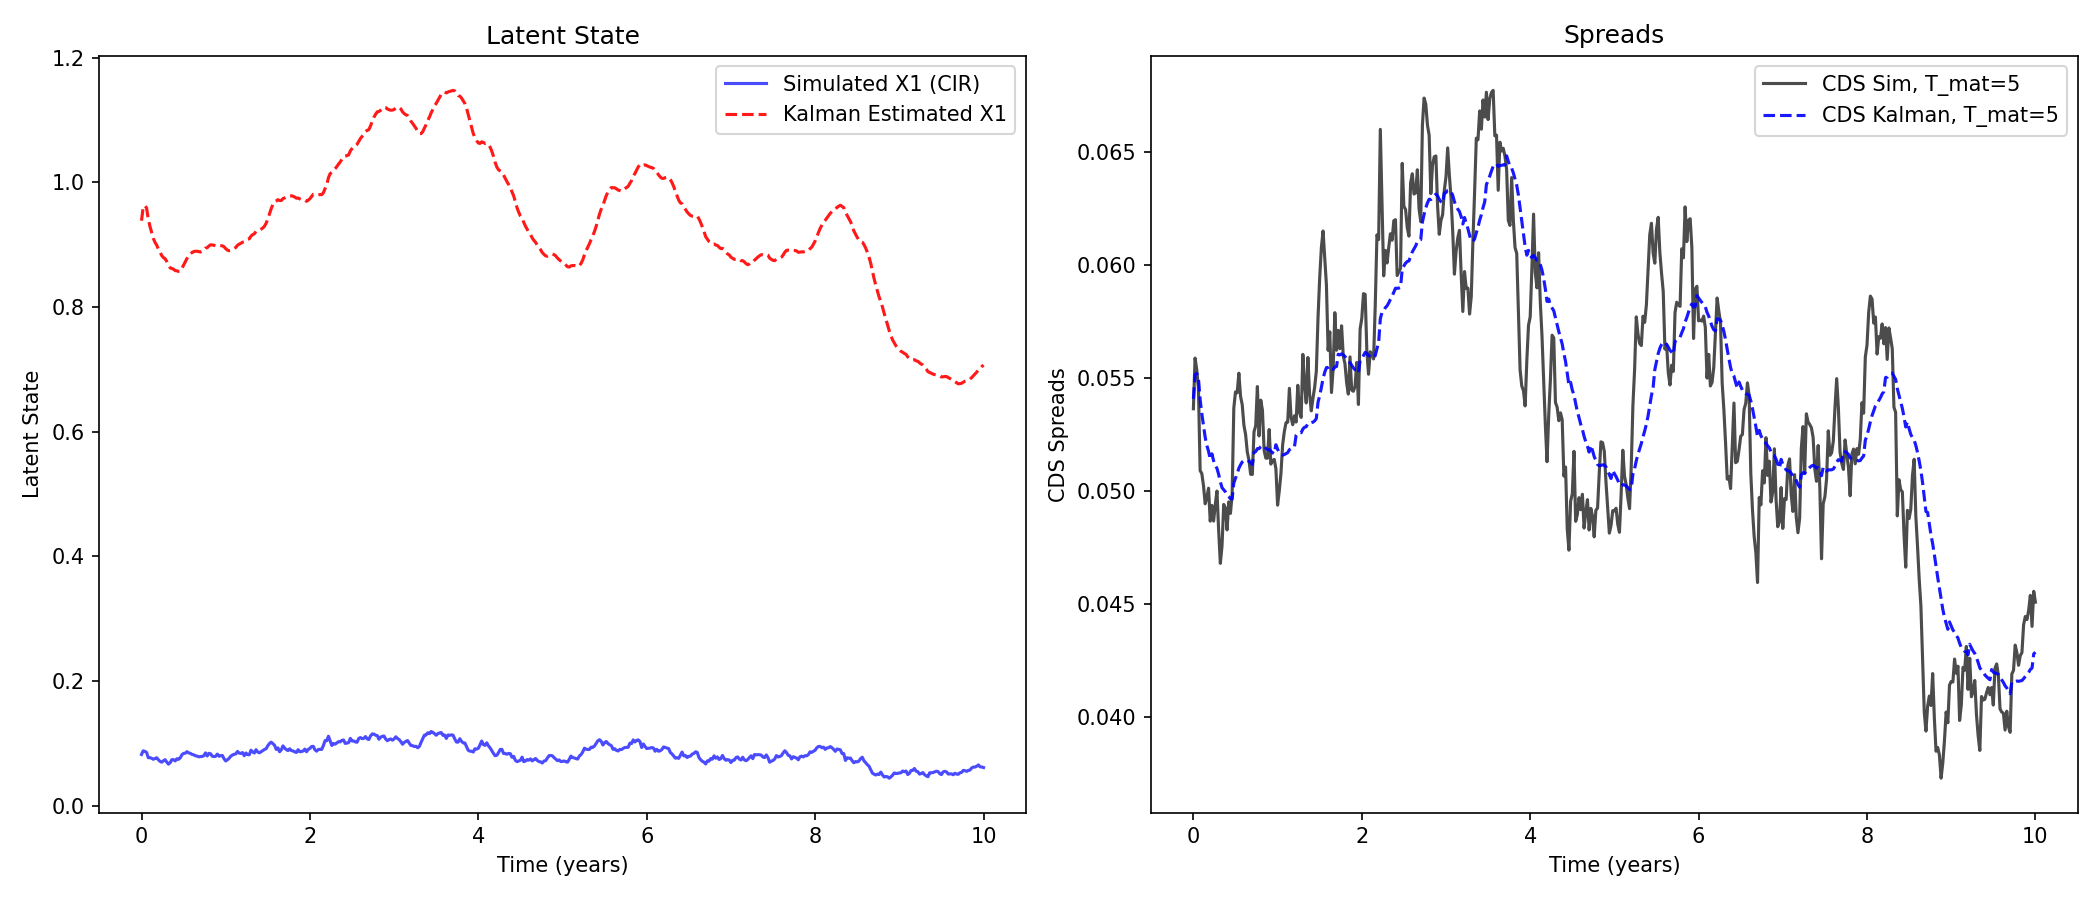 Latent State
Simulated X1 (CIR)
Kalman Estimated X1
Latent State
1.2
1.0
0.8
0.6
0.4
0.2
0.0
0 2 4 6 8 10
Time (years)
Spreads
CDS Sim, T_mat=5
CDS Kalman, T_mat=5
CDS Spreads
0.065
0.060
0.055
0.050
0.045
0.040
0 2 4 6 8 10
Time (years)